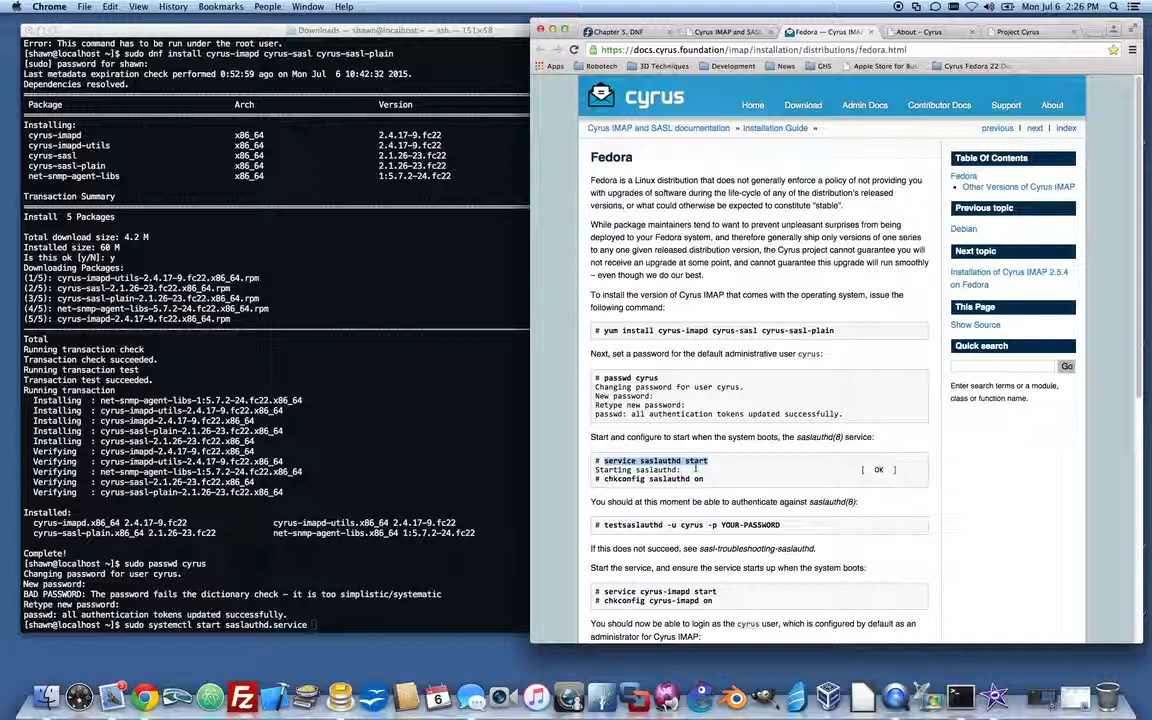 Chrome File Edit View History Bookmarks People Window Help
Mon Jul 6 2:26 PM
Downloads — shawn@localhost:~ — ssh — 151×58
Error: This command has to be run under the root user.
[shawn@localhost ~]$ sudo dnf install cyrus-imapd cyrus-sasl cyrus-sasl-plain
[sudo] password for shawn:
Last metadata expiration check performed 0:52:59 ago on Mon Jul 6 10:42:32 2015.
Dependencies resolved.
Package Arch Version
Installing:
cyrus-imapd x86_64 2.4.17-9.fc22
cyrus-imapd-utils x86_64 2.4.17-9.fc22
cyrus-sasl x86_64 2.1.26-23.fc22
cyrus-sasl-plain x86_64 2.1.26-23.fc22
net-snmp-agent-libs x86_64 1:5.7.2-24.fc22
Transaction Summary
Install 5 Packages
Total download size: 4.2 M
Installed size: 60 M
Is this ok [y/N]: y
Downloading Packages:
(1/5): cyrus-imapd-utils-2.4.17-9.fc22.x86_64.rpm
(2/5): cyrus-sasl-2.1.26-23.fc22.x86_64.rpm
(3/5): cyrus-sasl-plain-2.1.26-23.fc22.x86_64.rpm
(4/5): net-snmp-agent-libs-5.7.2-24.fc22.x86_64.rpm
(5/5): cyrus-imapd-2.4.17-9.fc22.x86_64.rpm
Total
Running transaction check
Transaction check succeeded.
Running transaction test
Transaction test succeeded.
Running transaction
Installing : net-snmp-agent-libs-1:5.7.2-24.fc22.x86_64
Installing : cyrus-imapd-utils-2.4.17-9.fc22.x86_64
Installing : cyrus-imapd-2.4.17-9.fc22.x86_64
Installing : cyrus-sasl-plain-2.1.26-23.fc22.x86_64
Installing : cyrus-sasl-2.1.26-23.fc22.x86_64
Verifying : cyrus-imapd-2.4.17-9.fc22.x86_64
Verifying : cyrus-imapd-utils-2.4.17-9.fc22.x86_64
Verifying : net-snmp-agent-libs-1:5.7.2-24.fc22.x86_64
Verifying : cyrus-sasl-2.1.26-23.fc22.x86_64
Verifying : cyrus-sasl-plain-2.1.26-23.fc22.x86_64
Installed:
cyrus-imapd.x86_64 2.4.17-9.fc22 cyrus-imapd-utils.x86_64 2.4.17-9.fc22
cyrus-sasl-plain.x86_64 2.1.26-23.fc22 net-snmp-agent-libs.x86_64 1:5.7.2-24.fc22
Complete!
[shawn@localhost ~]$ sudo passwd cyrus
Changing password for user cyrus.
New password:
BAD PASSWORD: The password fails the dictionary check - it is too simplistic/systematic
Retype new password:
passwd: all authentication tokens updated successfully.
[shawn@localhost ~]$ sudo systemctl start saslauthd.service
Chapter 5. DNF
Cyrus IMAP and SASL
Fedora — Cyrus IMA
About — Cyrus
Project Cyrus
https://docs.cyrus.foundation/imap/installation/distributions/fedora.html
Apps Robotech 3D Techniques Development News GHS Apple Store for Bus Cyrus Fedora 22 D
cyrus
Home Download Admin Docs Contributor Docs Support About
Cyrus IMAP and SASL documentation » Installation Guide »
previous | next | index
Fedora
Fedora is a Linux distribution that does not generally enforce a policy of not providing you
with upgrades of software during the life-cycle of any of the distribution's released
versions, or what could otherwise be expected to constitute "stable".
While package maintainers tend to want to prevent unpleasant surprises from being
deployed to your Fedora system, and therefore generally ship only versions of one series
to any one given released distribution version, the Cyrus project cannot guarantee you will
not receive an upgrade at some point, and cannot guarantee this upgrade will run smoothly
– even though we do our best.
To install the version of Cyrus IMAP that comes with the operating system, issue the
following command:
# yum install cyrus-imapd cyrus-sasl cyrus-sasl-plain
Next, set a password for the default administrative user cyrus:
# passwd cyrus
Changing password for user cyrus.
New password:
Retype new password:
passwd: all authentication tokens updated successfully.
Start and configure to start when the system boots, the saslauthd(8) service:
# service saslauthd start
Starting saslauthd: [ OK ]
# chkconfig saslauthd on
You should at this moment be able to authenticate against saslauthd(8):
# testsaslauthd -u cyrus -p YOUR-PASSWORD
If this does not succeed, see sasl-troubleshooting-saslauthd.
Start the service, and ensure the service starts up when the system boots:
# service cyrus-imapd start
# chkconfig cyrus-imapd on
You should now be able to login as the cyrus user, which is configured by default as an
administrator for Cyrus IMAP:
Table Of Contents
Fedora
Other Versions of Cyrus IMAP
Previous topic
Debian
Next topic
Installation of Cyrus IMAP 2.5.4
on Fedora
This Page
Show Source
Quick search
Go
Enter search terms or a module,
class or function name.